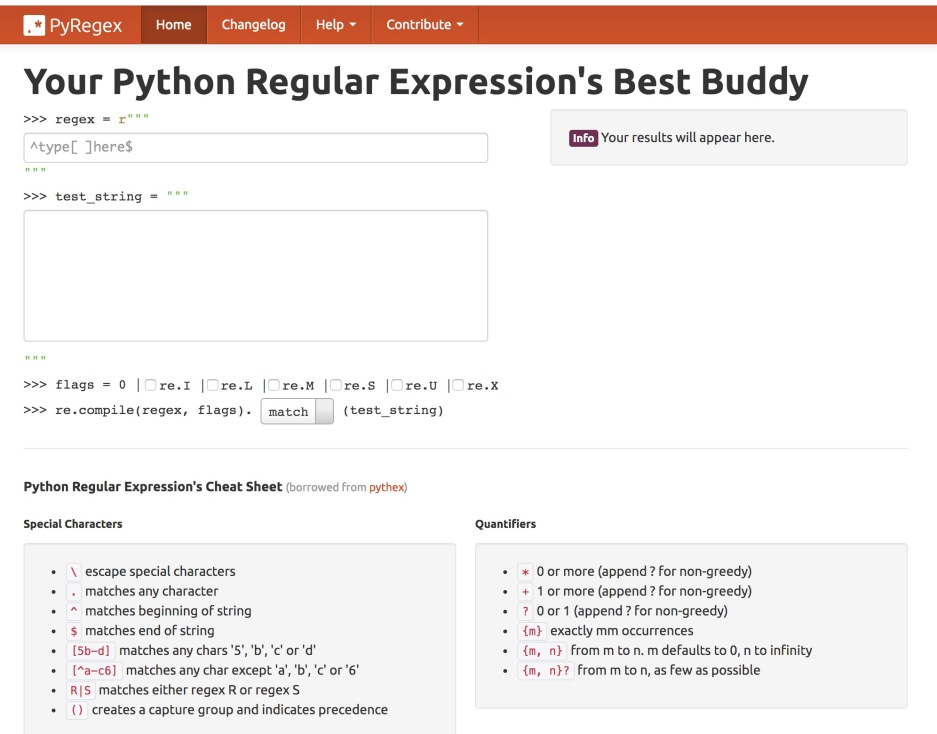 .* PyRegex Home Changelog Help Contribute
Your Python Regular Expression's Best Buddy
>>> regex = r"""
^type[ ]here$
"""
Info Your results will appear here.
>>> test_string = """
"""
>>> flags = 0 | re.I | re.L | re.M | re.S | re.U | re.X
>>> re.compile(regex, flags). match (test_string)
Python Regular Expression's Cheat Sheet (borrowed from pythex)
Special Characters
\ escape special characters
. matches any character
^ matches beginning of string
$ matches end of string
[5b-d] matches any chars '5', 'b', 'c' or 'd'
[^a-c6] matches any char except 'a', 'b', 'c' or '6'
R|S matches either regex R or regex S
() creates a capture group and indicates precedence
Quantifiers
* 0 or more (append ? for non-greedy)
+ 1 or more (append ? for non-greedy)
? 0 or 1 (append ? for non-greedy)
{m} exactly mm occurrences
{m, n} from m to n. m defaults to 0, n to infinity
{m, n}? from m to n, as few as possible